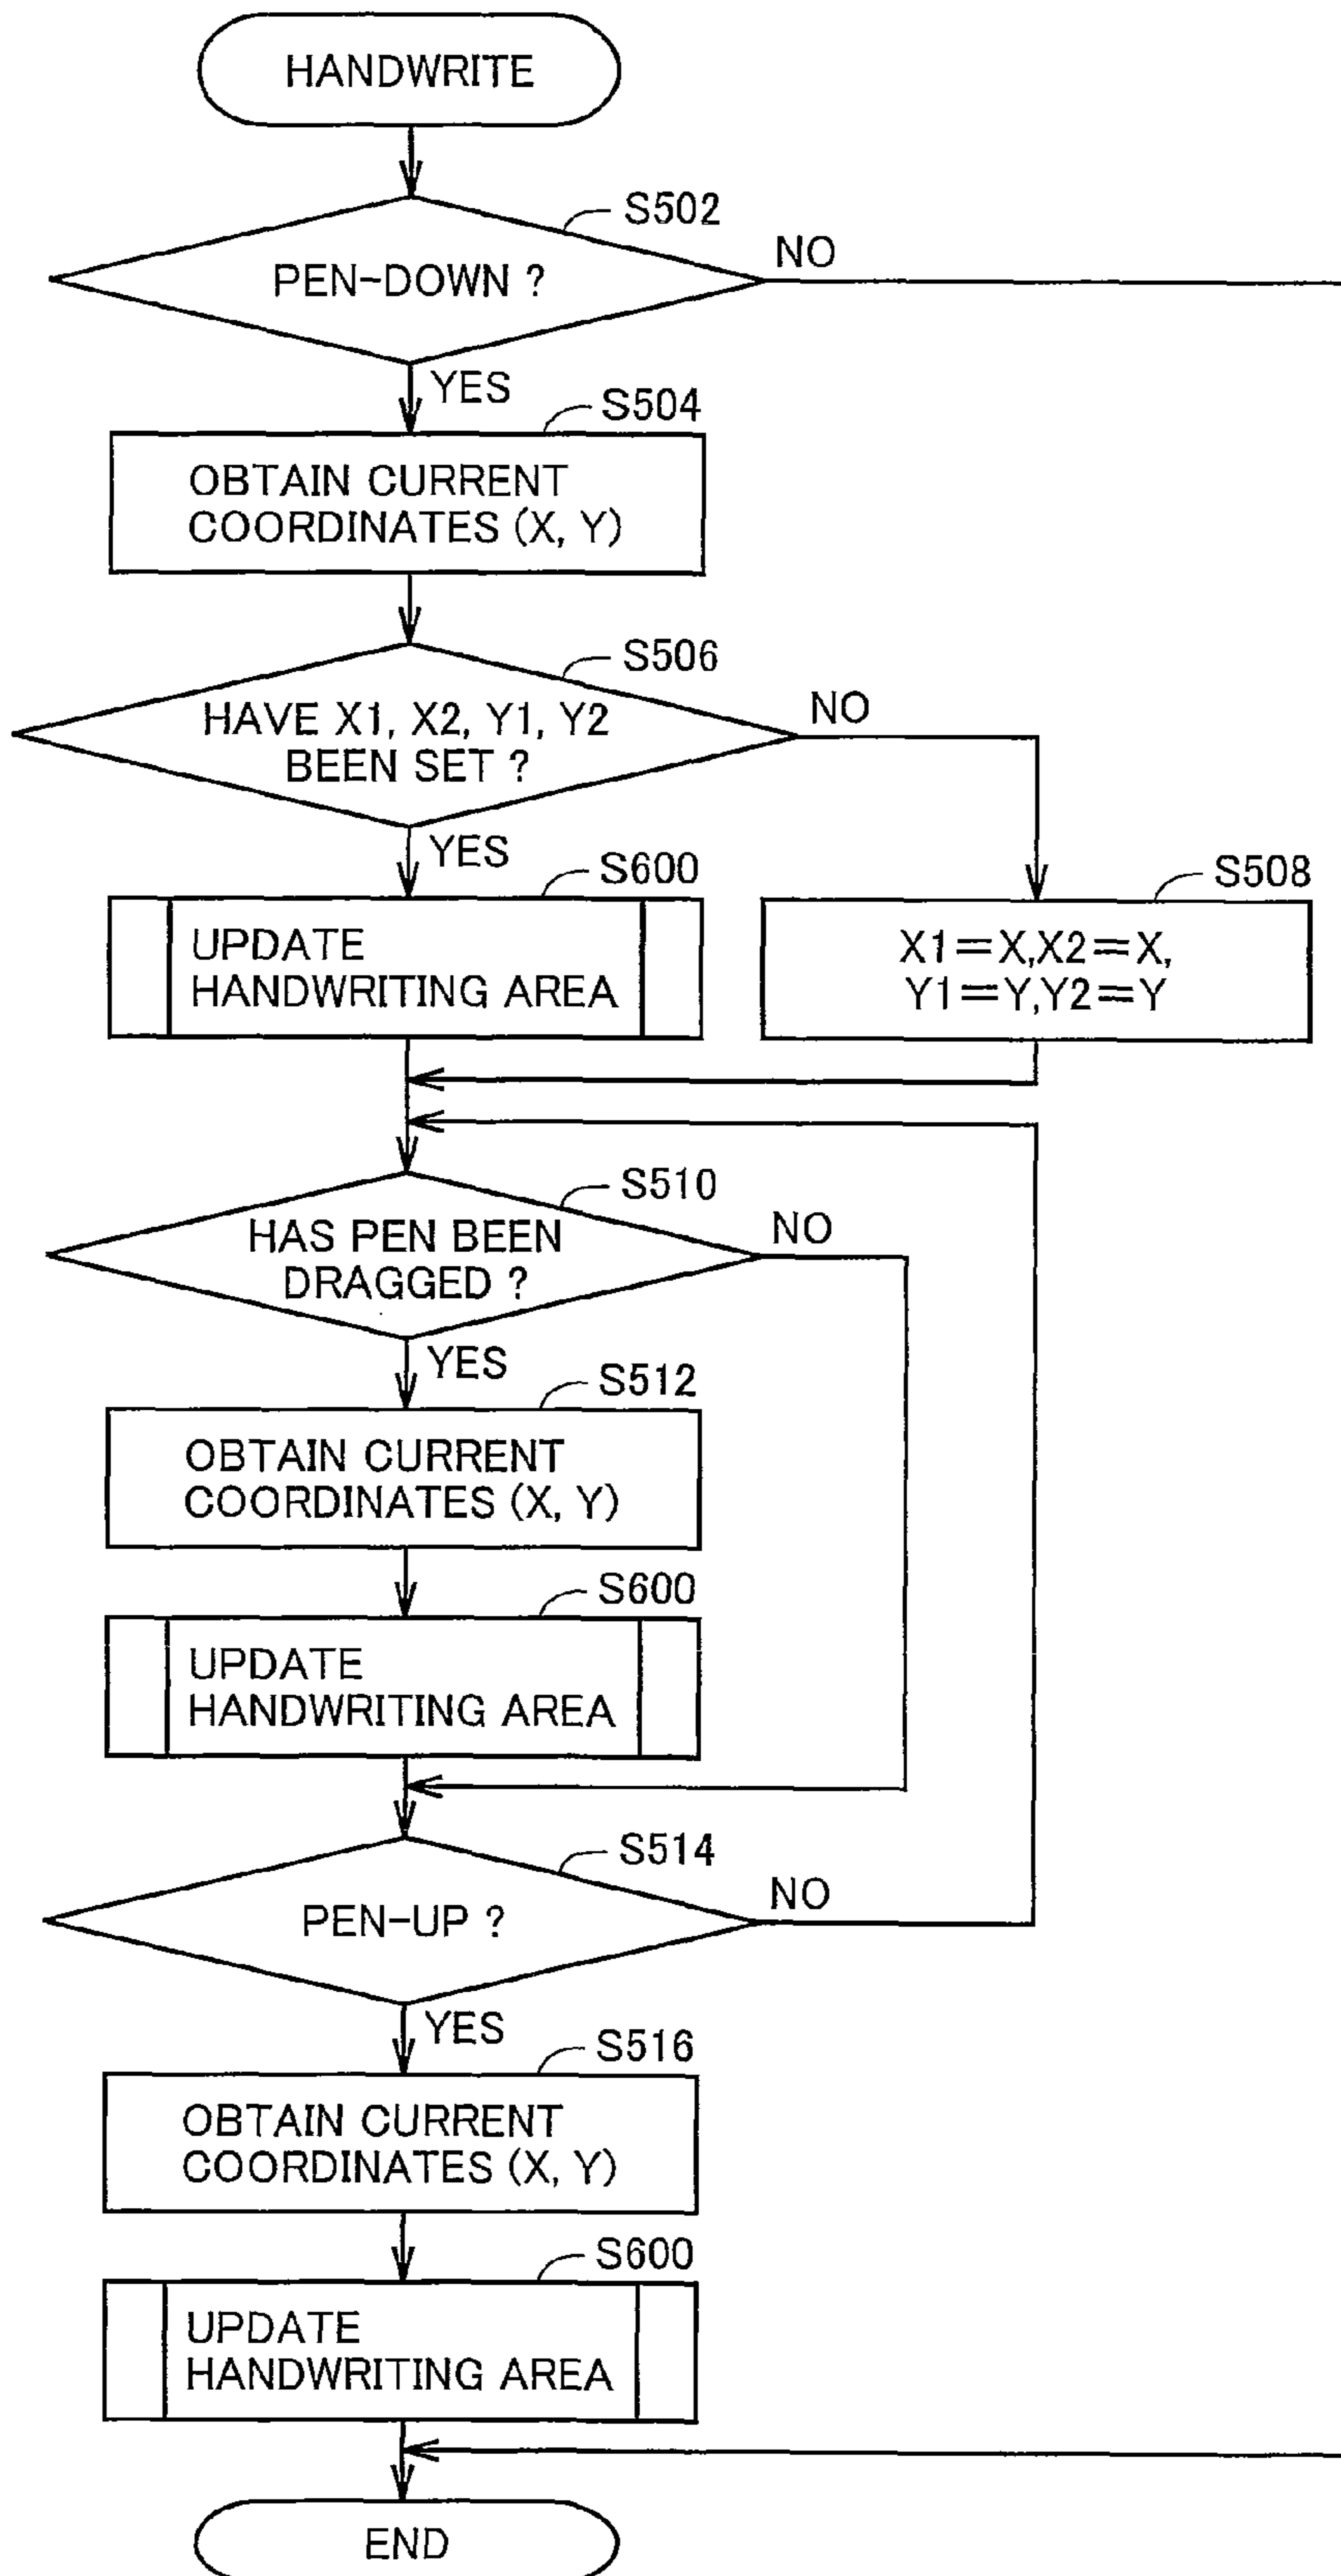 HANDWRITE
S502
PEN-DOWN ?
NO
YES
S504
OBTAIN CURRENT
COORDINATES (X, Y)
S506
HAVE X1, X2, Y1, Y2
BEEN SET ?
NO
YES
S600
UPDATE
HANDWRITING AREA
S508
X1=X,X2=X,
Y1=Y,Y2=Y
S510
HAS PEN BEEN
DRAGGED ?
NO
YES
S512
OBTAIN CURRENT
COORDINATES (X, Y)
S600
UPDATE
HANDWRITING AREA
S514
PEN-UP ?
NO
YES
S516
OBTAIN CURRENT
COORDINATES (X, Y)
S600
UPDATE
HANDWRITING AREA
END